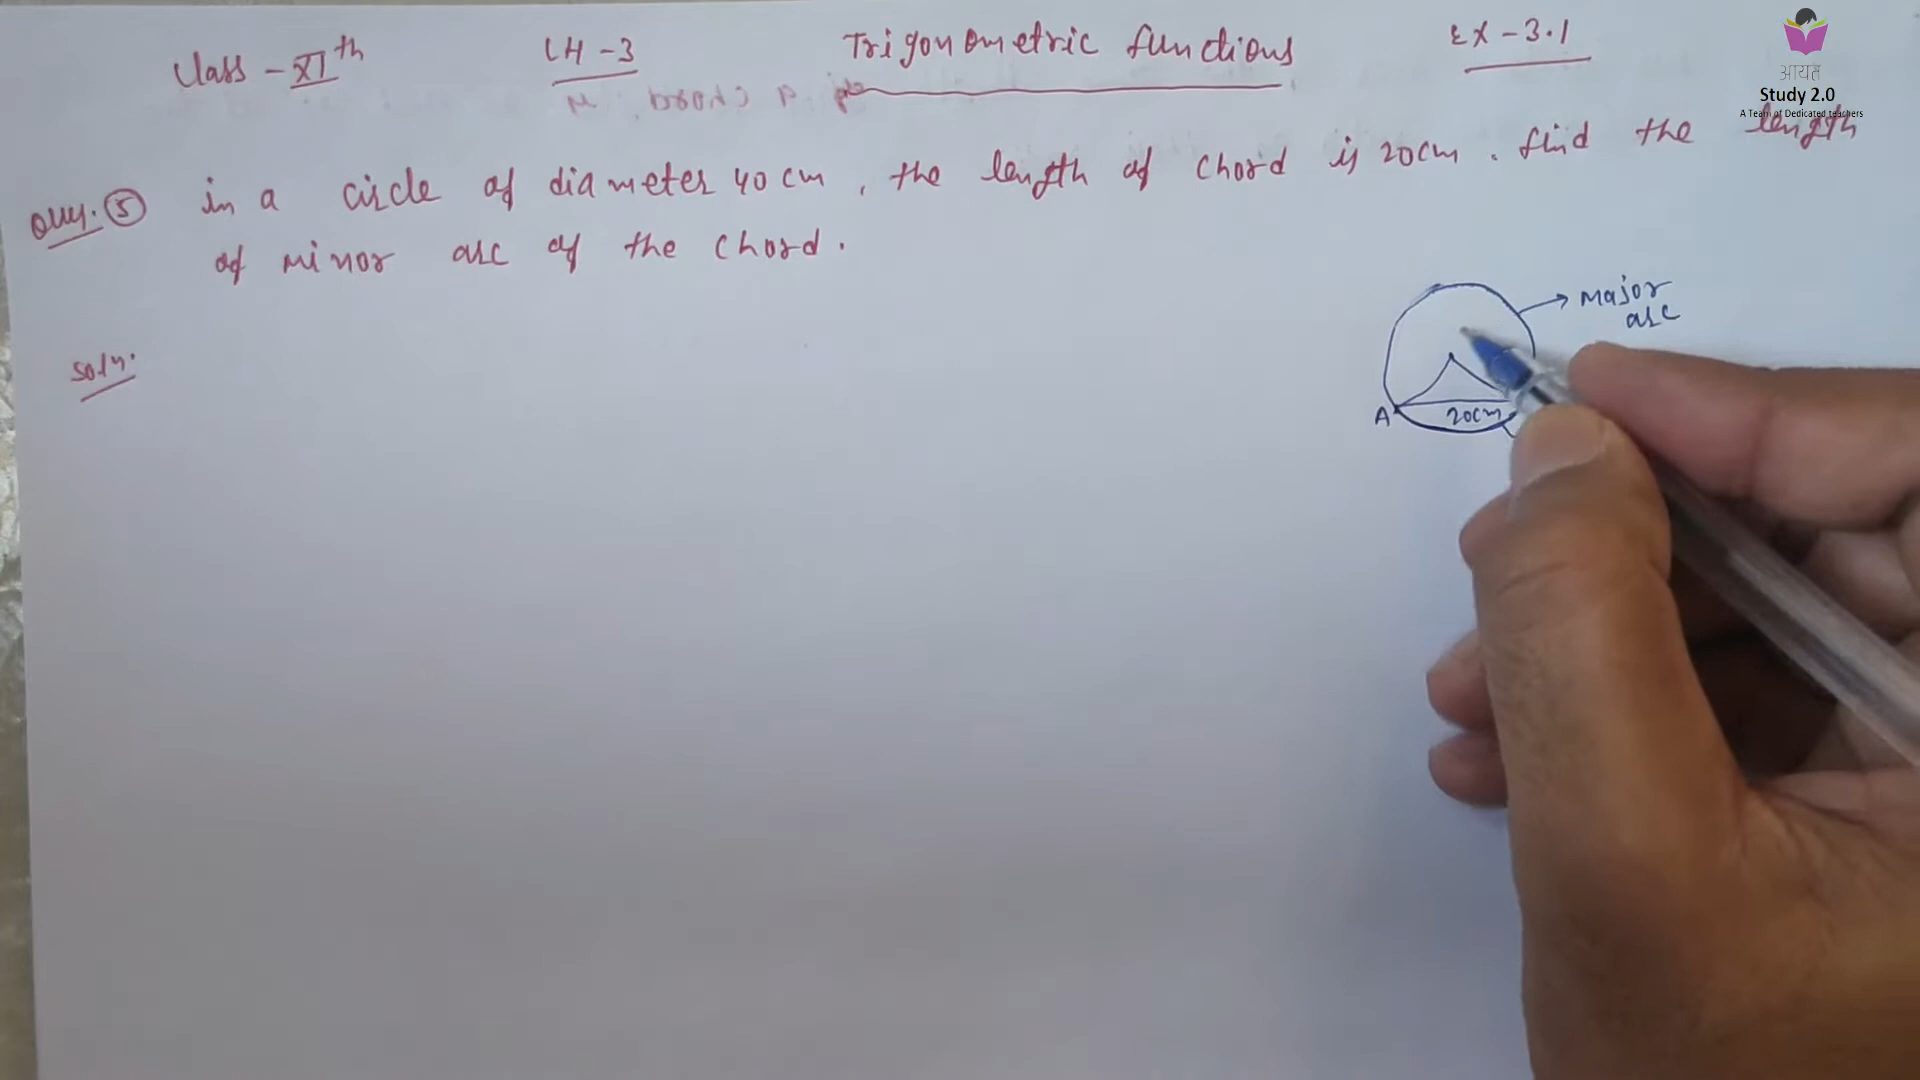 Class - XIth CH-3 Trigonometric functions EX-3.1
आयत
Study 2.0
A Team of Dedicated teachers
Ques. 5 in a circle of diameter 40 cm, the length of chord is 20cm. find the length
of minor arc of the chord.
Major
arc
Soln.
A 20cm